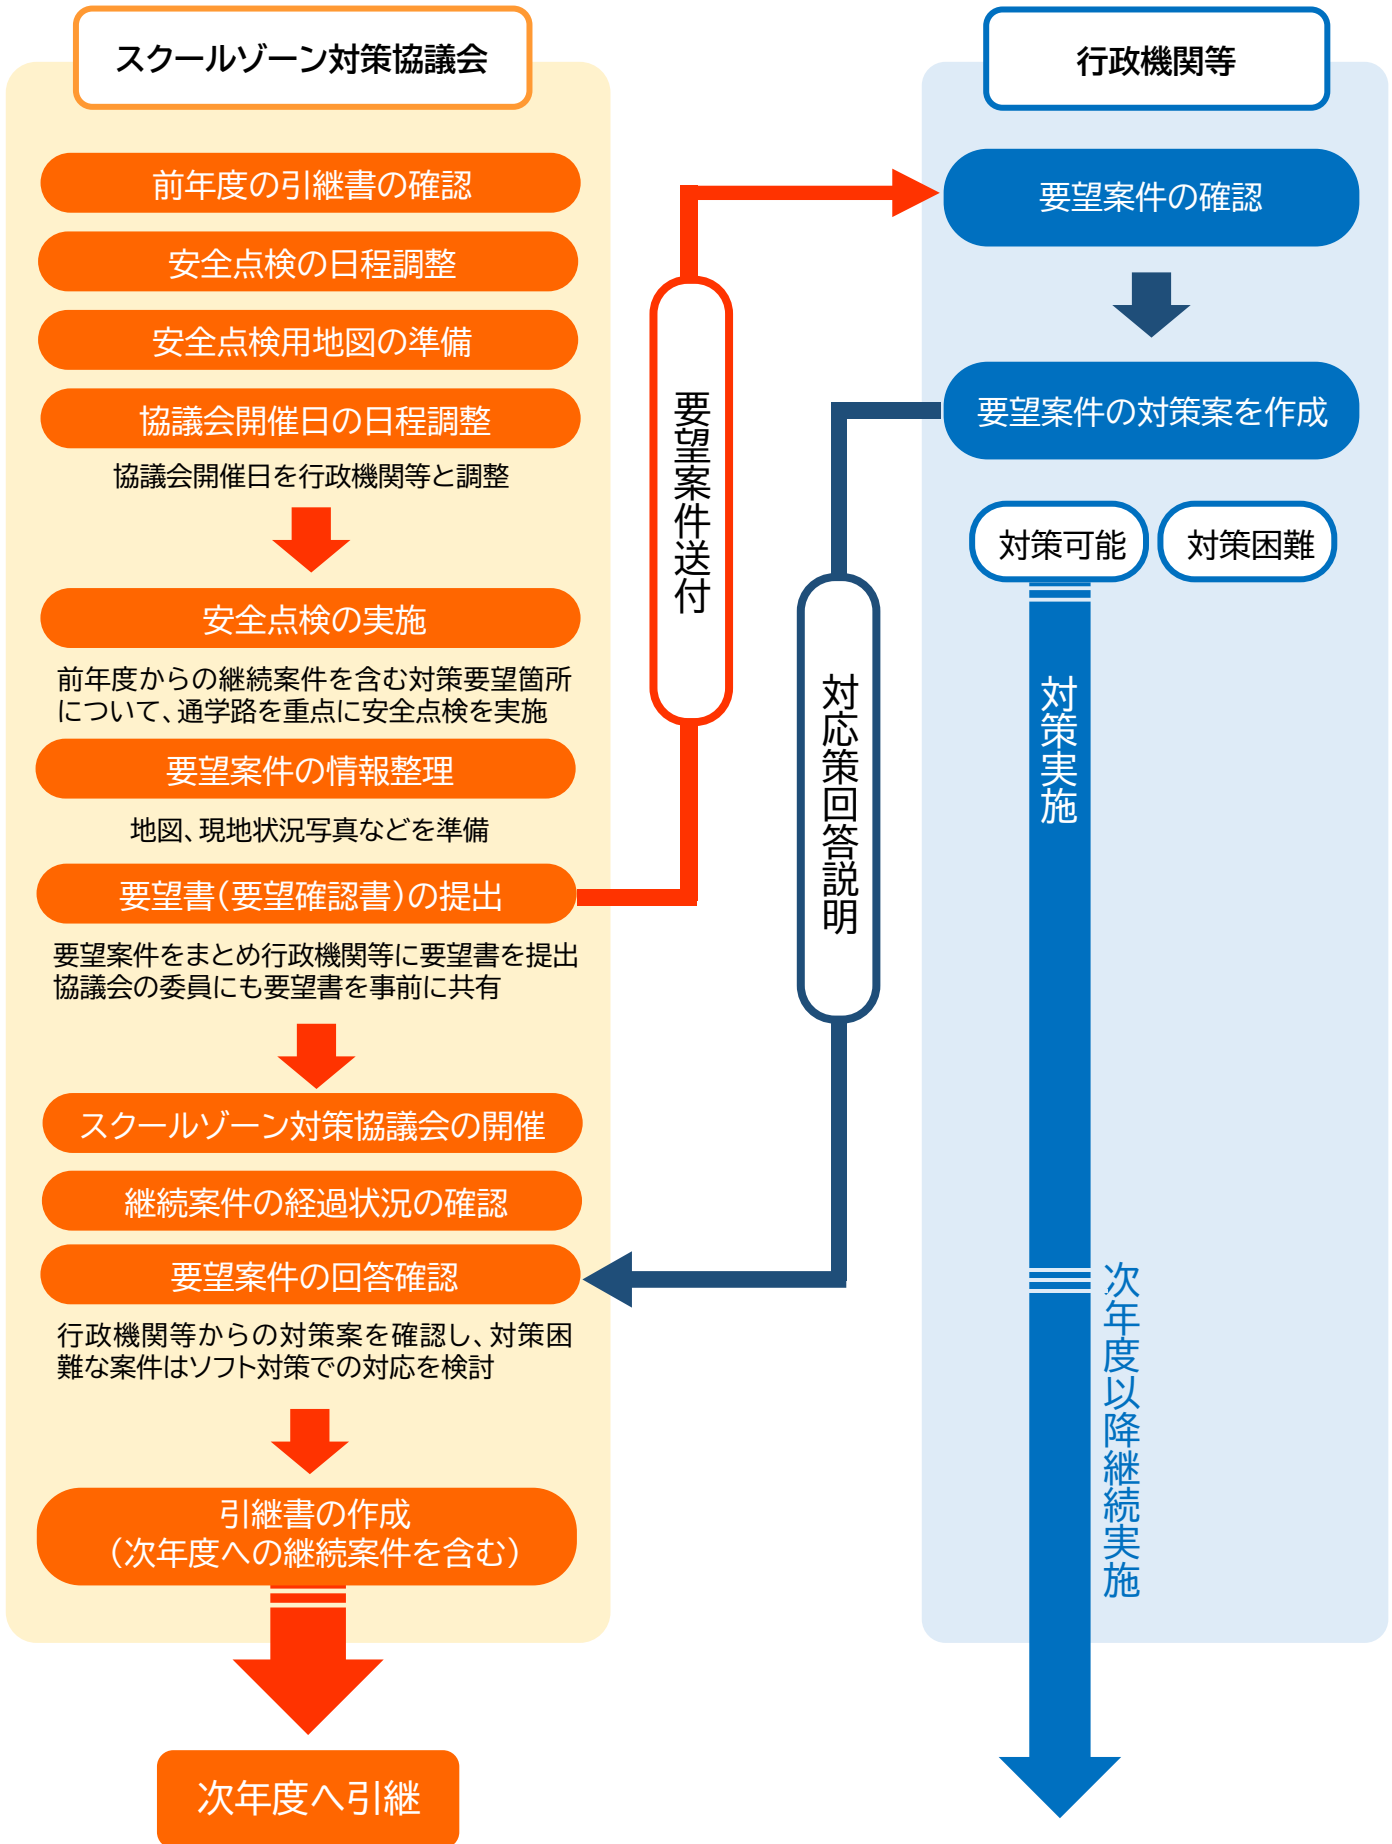 スクールゾーン対策協議会
前年度の引継書の確認
安全点検の日程調整
安全点検用地図の準備
協議会開催日の日程調整
協議会開催日を行政機関等と調整
安全点検の実施
前年度からの継続案件を含む対策要望箇所
について、通学路を重点に安全点検を実施
要望案件の情報整理
地図、現地状況写真などを準備
要望書（要望確認書）の提出
要望案件をまとめ行政機関等に要望書を提出
協議会の委員にも要望書を事前に共有
スクールゾーン対策協議会の開催
継続案件の経過状況の確認
要望案件の回答確認
行政機関等からの対策案を確認し、対策困
難な案件はソフト対策での対応を検討
引継書の作成
（次年度への継続案件を含む）
次年度へ引継
要望案件送付
対応策回答説明
行政機関等
要望案件の確認
要望案件の対策案を作成
対策可能
対策困難
対策実施
次年度以降継続実施